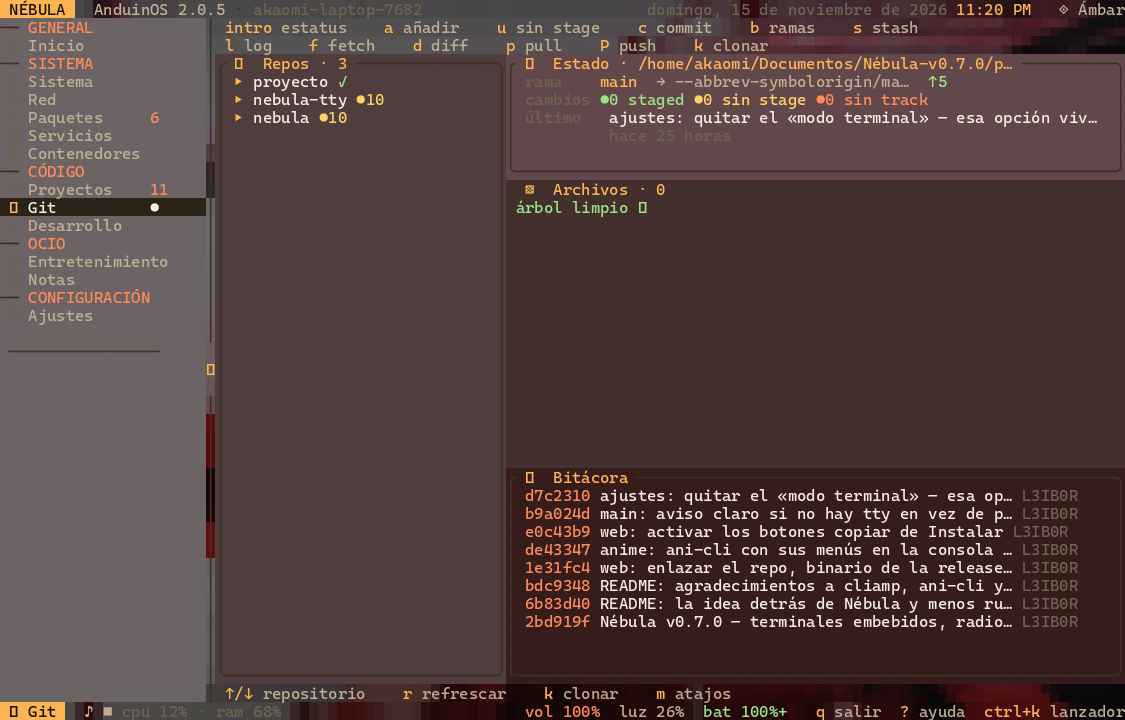 NÉBULA AnduinOS 2.0.5 · akaomi-laptop-7682 domingo, 15 de noviembre de 2026 11:20 PM Ámbar
GENERAL
Inicio
SISTEMA
Sistema
Red
Paquetes 6
Servicios
Contenedores
CÓDIGO
Proyectos 11
Git ●
Desarrollo
OCIO
Entretenimiento
Notas
CONFIGURACIÓN
Ajustes
intro estatus a añadir u sin stage c commit b ramas s stash
l log f fetch d diff p pull P push k clonar
Repos · 3
▸ proyecto ✓
▸ nebula-tty ●10
▸ nebula ●10
Estado · /home/akaomi/Documentos/Nébula-v0.7.0/p…
rama main → --abbrev-symbolorigin/ma… ↑5
cambios ●0 staged ●0 sin stage ●0 sin track
último ajustes: quitar el «modo terminal» — esa opción viv…
hace 25 horas
Archivos · 0
árbol limpio
Bitácora
d7c2310 ajustes: quitar el «modo terminal» — esa op… L3IB0R
b9a024d main: aviso claro si no hay tty en vez de p… L3IB0R
e0c43b9 web: activar los botones copiar de Instalar L3IB0R
de43347 anime: ani-cli con sus menús en la consola … L3IB0R
1e31fc4 web: enlazar el repo, binario de la release… L3IB0R
bdc9348 README: agradecimientos a cliamp, ani-cli y… L3IB0R
6b83d40 README: la idea detrás de Nébula y menos ru… L3IB0R
2bd919f Nébula v0.7.0 — terminales embebidos, radio… L3IB0R
↑/↓ repositorio r refrescar k clonar m atajos
Git ♪ ■ cpu 12% · ram 68% vol 100% luz 26% bat 100%+ q salir ? ayuda ctrl+k lanzador